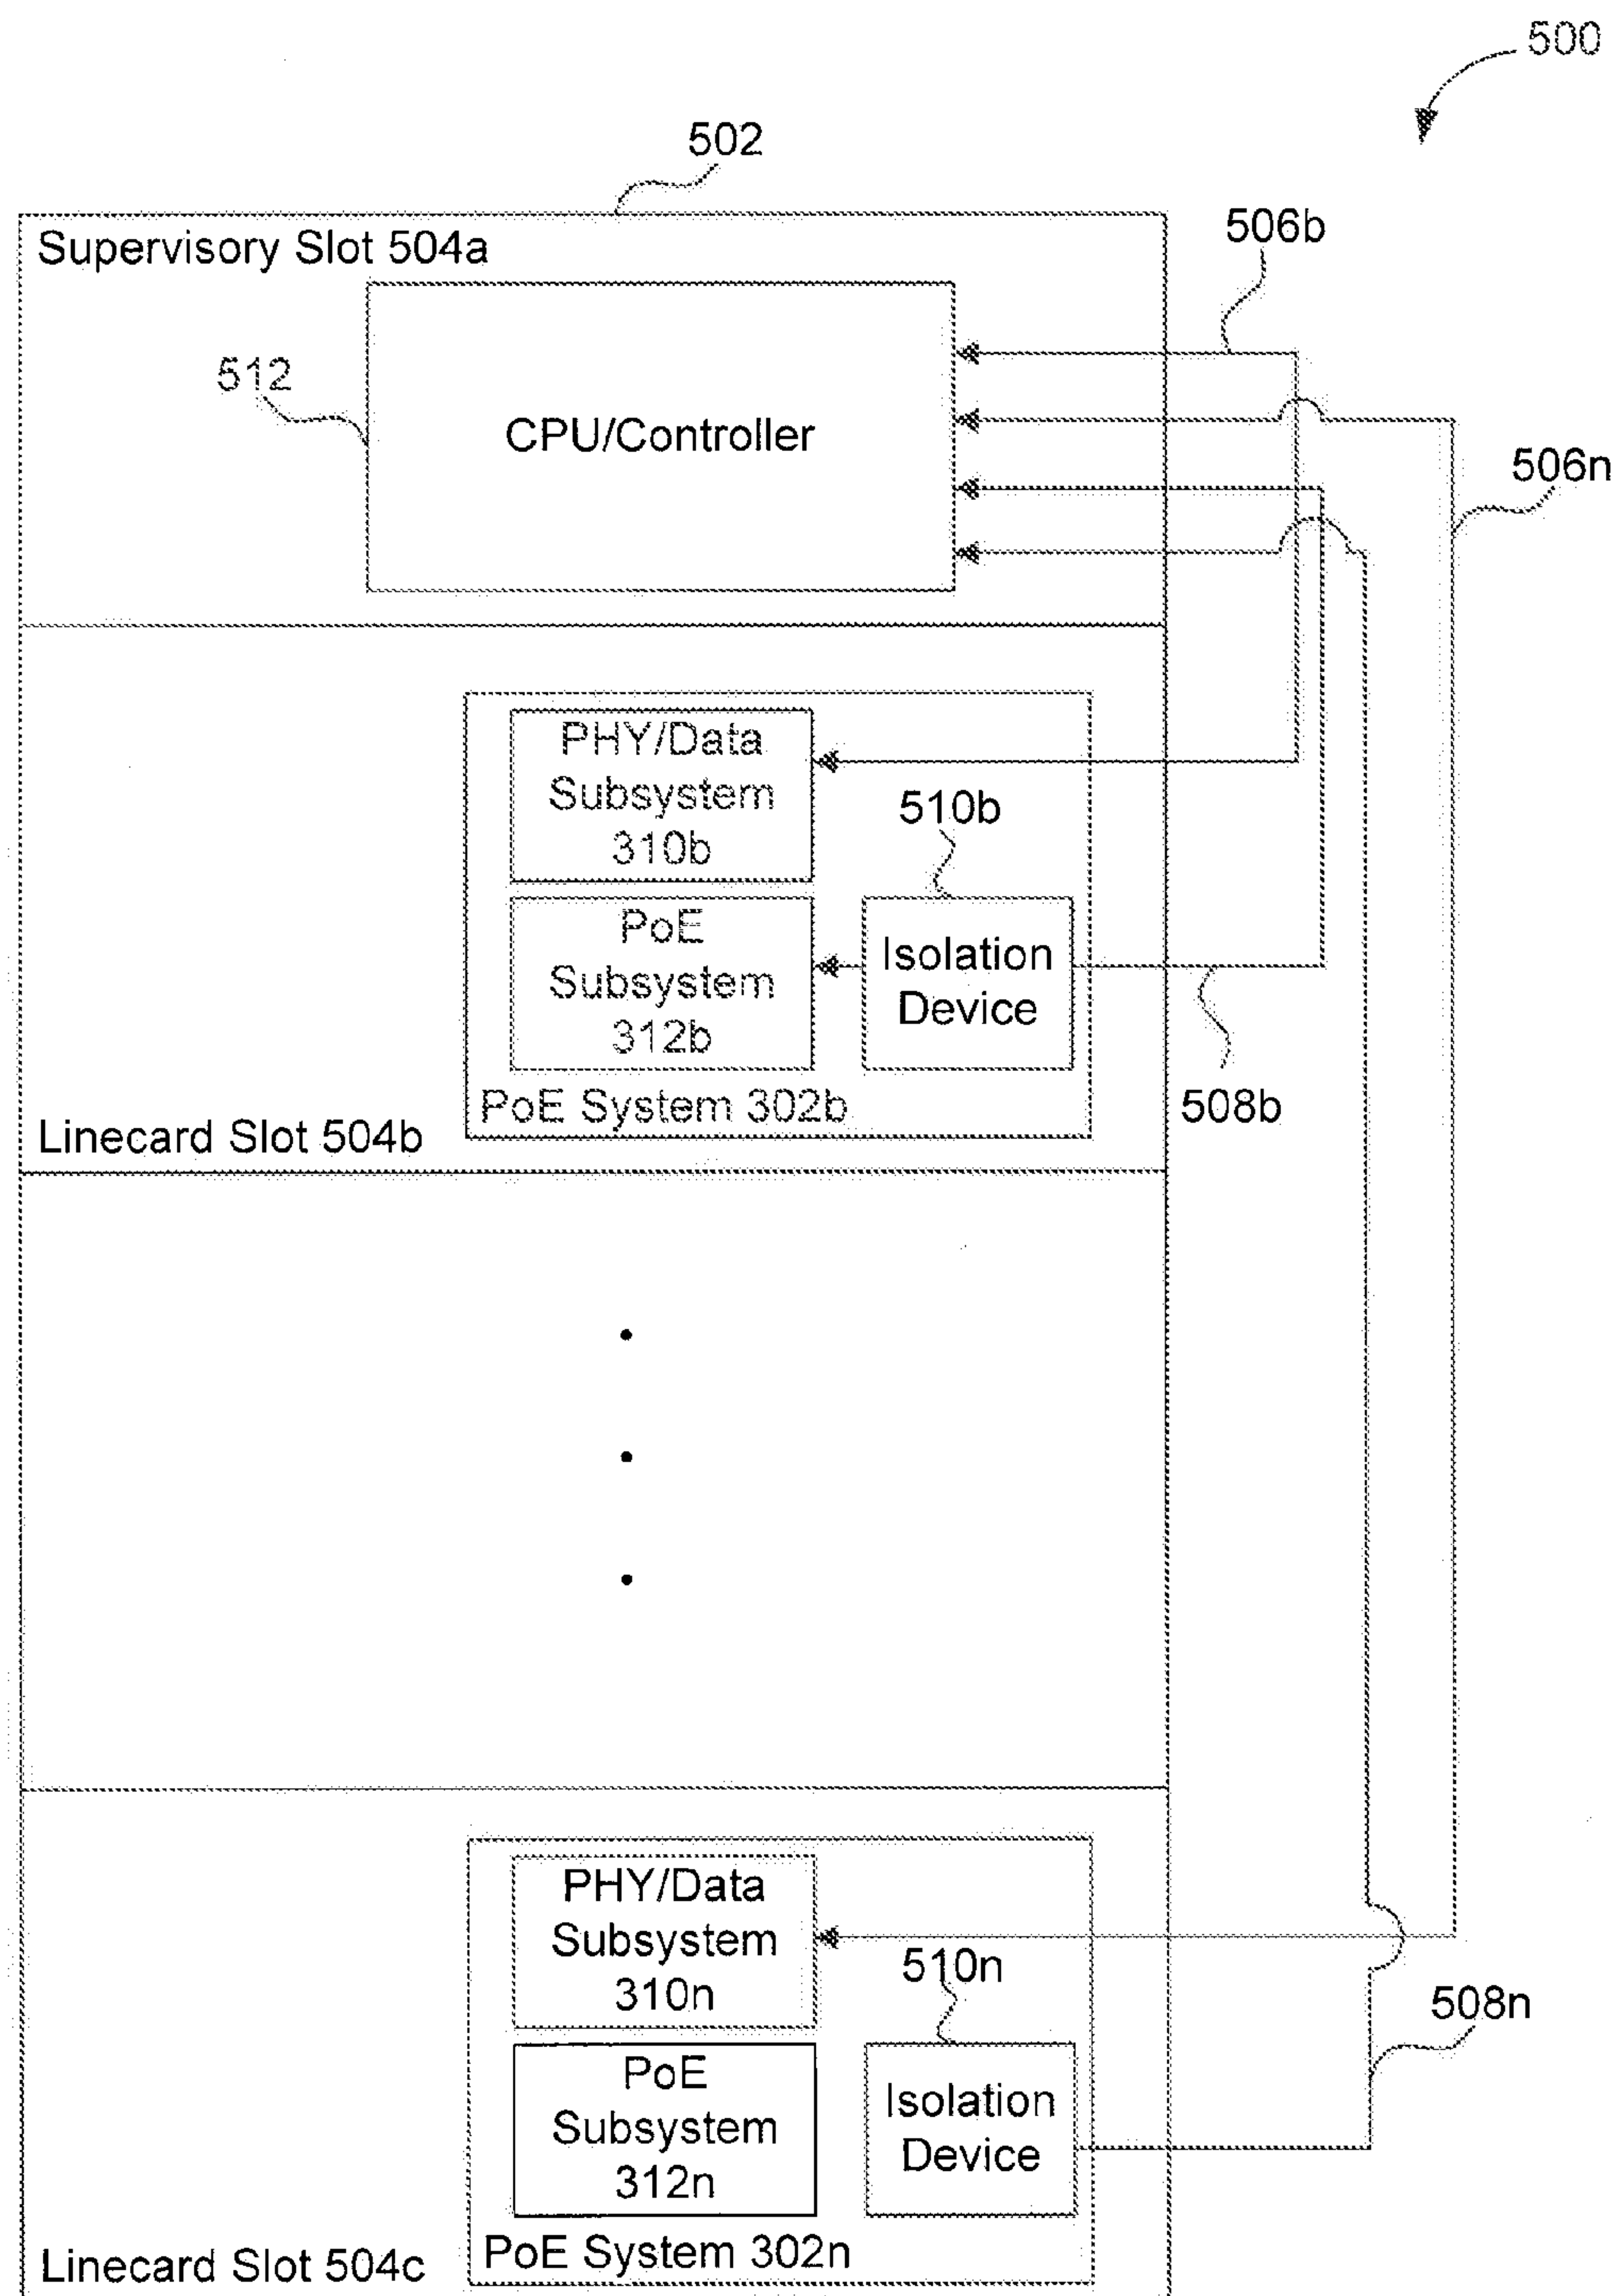 500
502
Supervisory Slot 504a
506b
512
CPU/Controller
506n
PHY/Data
Subsystem
310b
510b
PoE
Subsystem
312b
Isolation
Device
508b
PoE System 302b
Linecard Slot 504b
PHY/Data
Subsystem
310n
510n
508n
PoE
Subsystem
312n
Isolation
Device
PoE System 302n
Linecard Slot 504c